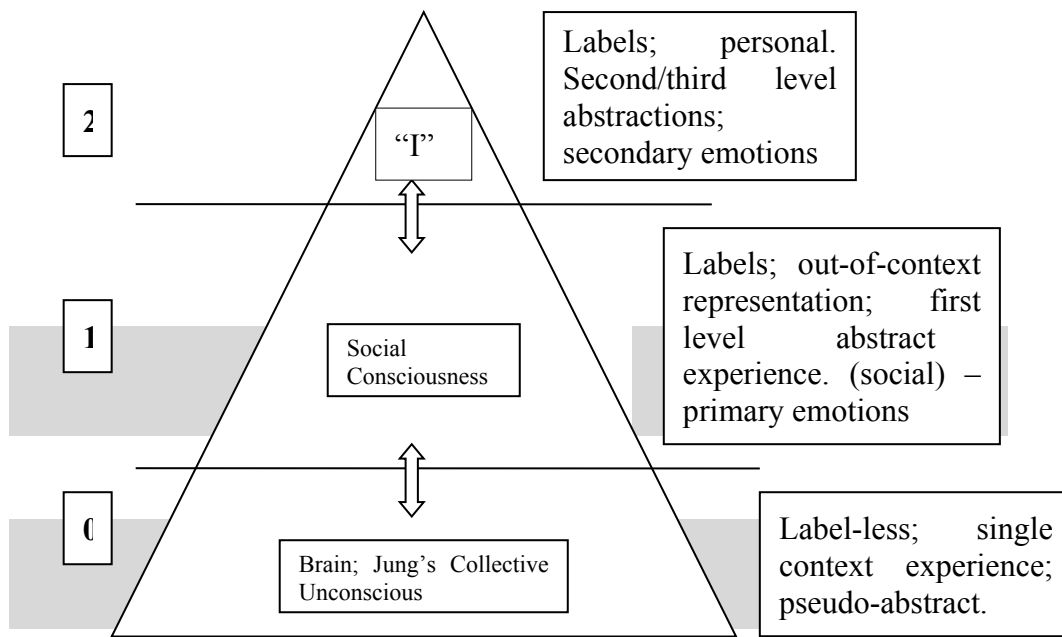 2
“I”
Labels; personal.
Second/third level
abstractions;
secondary emotions
1
Social
Consciousness
Labels; out-of-context
representation; first
level abstract
experience. (social) –
primary emotions
0
Brain; Jung’s Collective
Unconscious
Label-less; single
context experience;
pseudo-abstract.